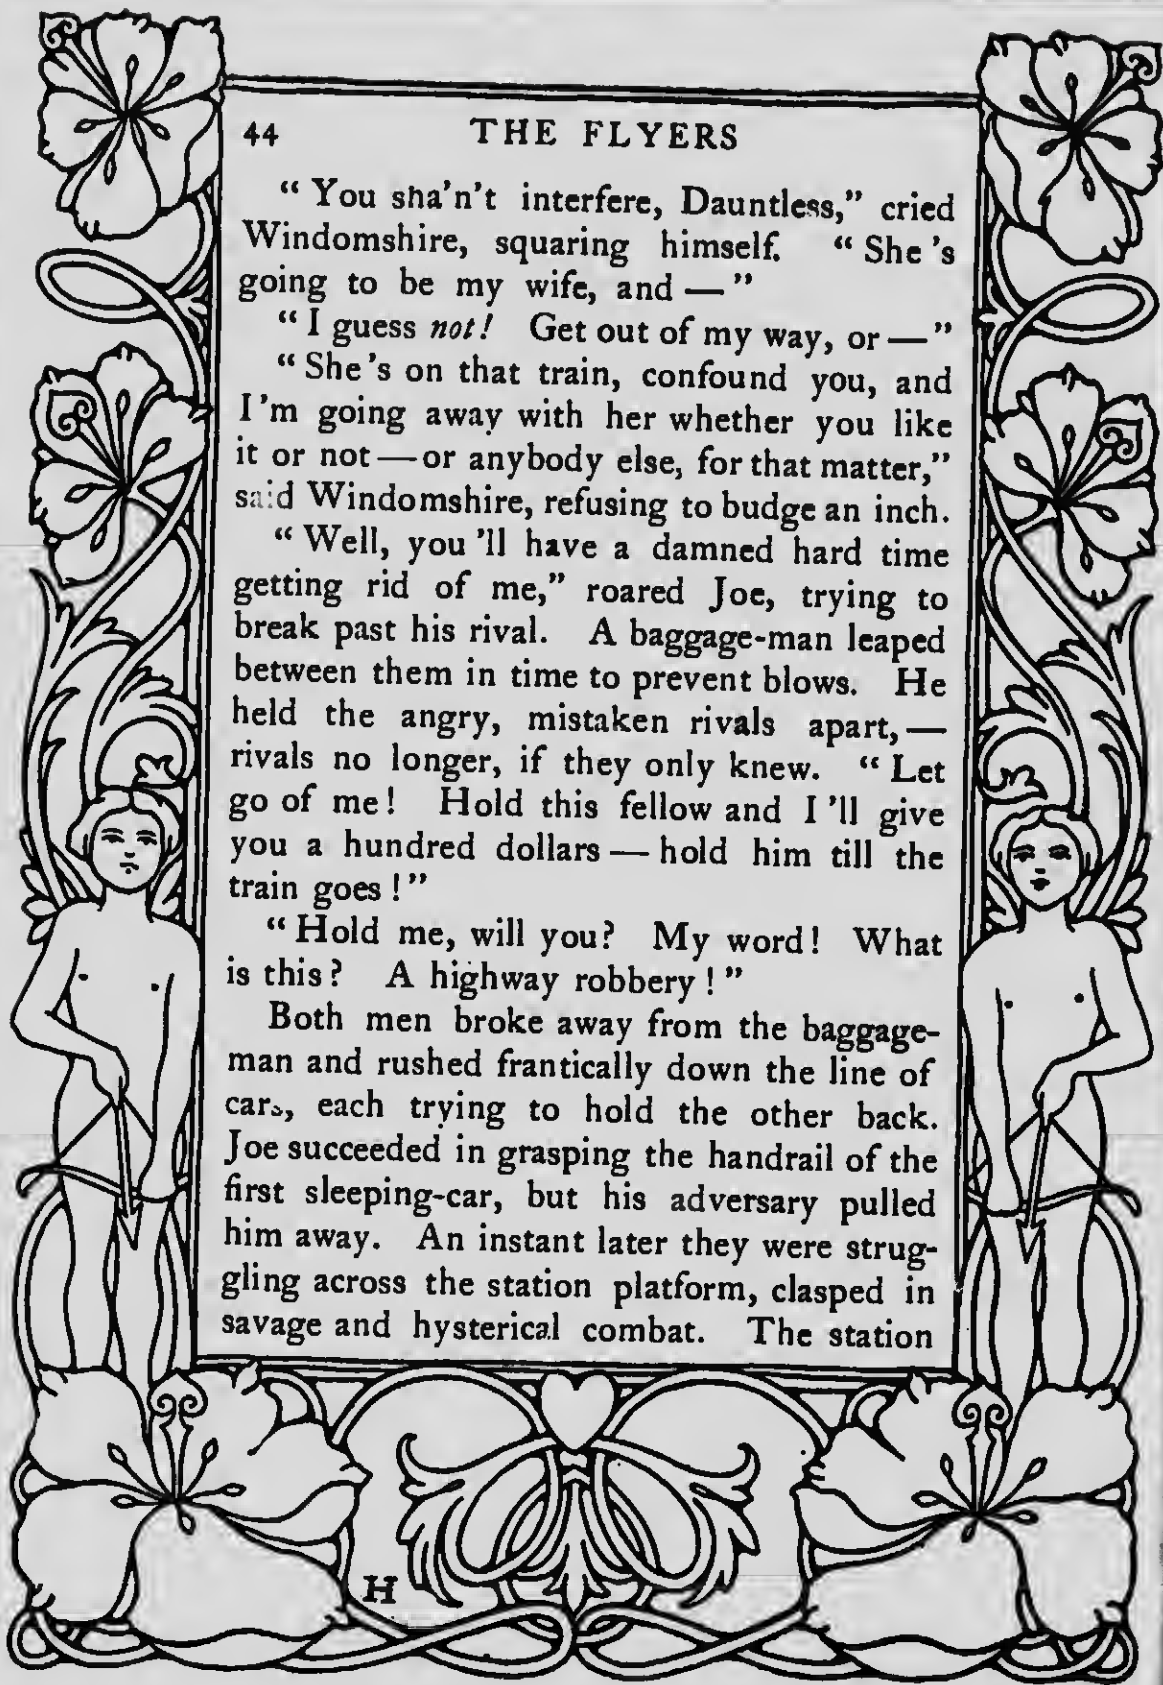 44 THE FLYERS
“ You sha'n't interfere, Dauntless,” cried
Windomshire, squaring himself. “ She 's
going to be my wife, and — ”
“ I guess not! Get out of my way, or — ”
“ She 's on that train, confound you, and
I 'm going away with her whether you like
it or not — or anybody else, for that matter,”
said Windomshire, refusing to budge an inch.
“ Well, you 'll have a damned hard time
getting rid of me,” roared Joe, trying to
break past his rival. A baggage-man leaped
between them in time to prevent blows. He
held the angry, mistaken rivals apart, —
rivals no longer, if they only knew. “ Let
go of me! Hold this fellow and I 'll give
you a hundred dollars — hold him till the
train goes! ”
“ Hold me, will you? My word! What
is this? A highway robbery! ”
Both men broke away from the baggage-
man and rushed frantically down the line of
cars, each trying to hold the other back.
Joe succeeded in grasping the handrail of the
first sleeping-car, but his adversary pulled
him away. An instant later they were strug-
gling across the station platform, clasped in
savage and hysterical combat. The station
H